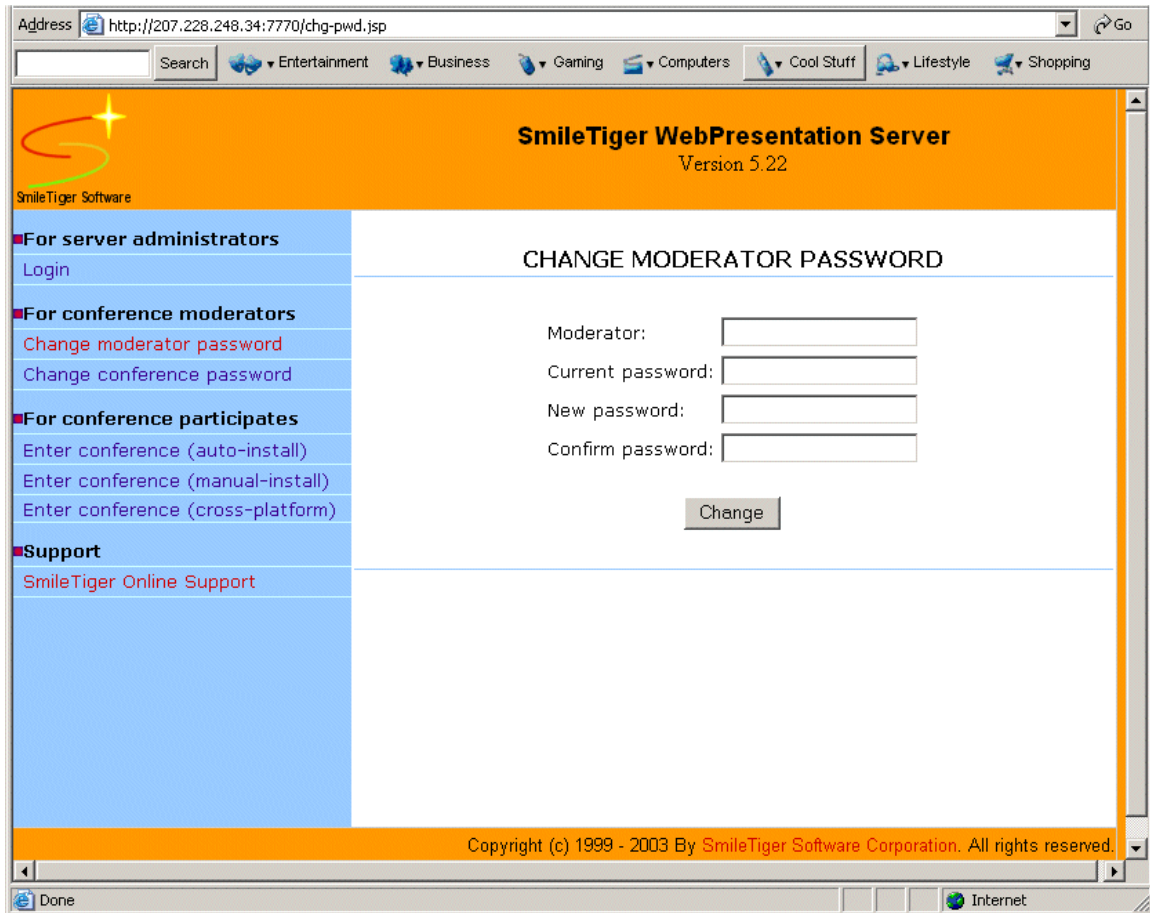 Address http://207.228.248.34:7770/chg-pwd.jsp Go
Search Entertainment Business Gaming Computers Cool Stuff Lifestyle Shopping
SmileTiger Software
SmileTiger WebPresentation Server
Version 5.22
For server administrators
Login
For conference moderators
Change moderator password
Change conference password
For conference participates
Enter conference (auto-install)
Enter conference (manual-install)
Enter conference (cross-platform)
Support
SmileTiger Online Support
CHANGE MODERATOR PASSWORD
Moderator:
Current password:
New password:
Confirm password:
Change
Copyright (c) 1999 - 2003 By SmileTiger Software Corporation. All rights reserved.
Done Internet